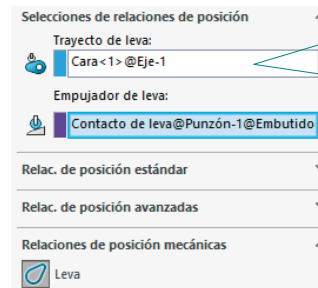 Selecciones de relaciones de posición
Trayecto de leva:
Cara<1>@Eje-1
Empujador de leva:
Contacto de leva@Punzón-1@Embutido
Relac. de posición estándar
Relac. de posición avanzadas
Relaciones de posición mecánicas
Leva